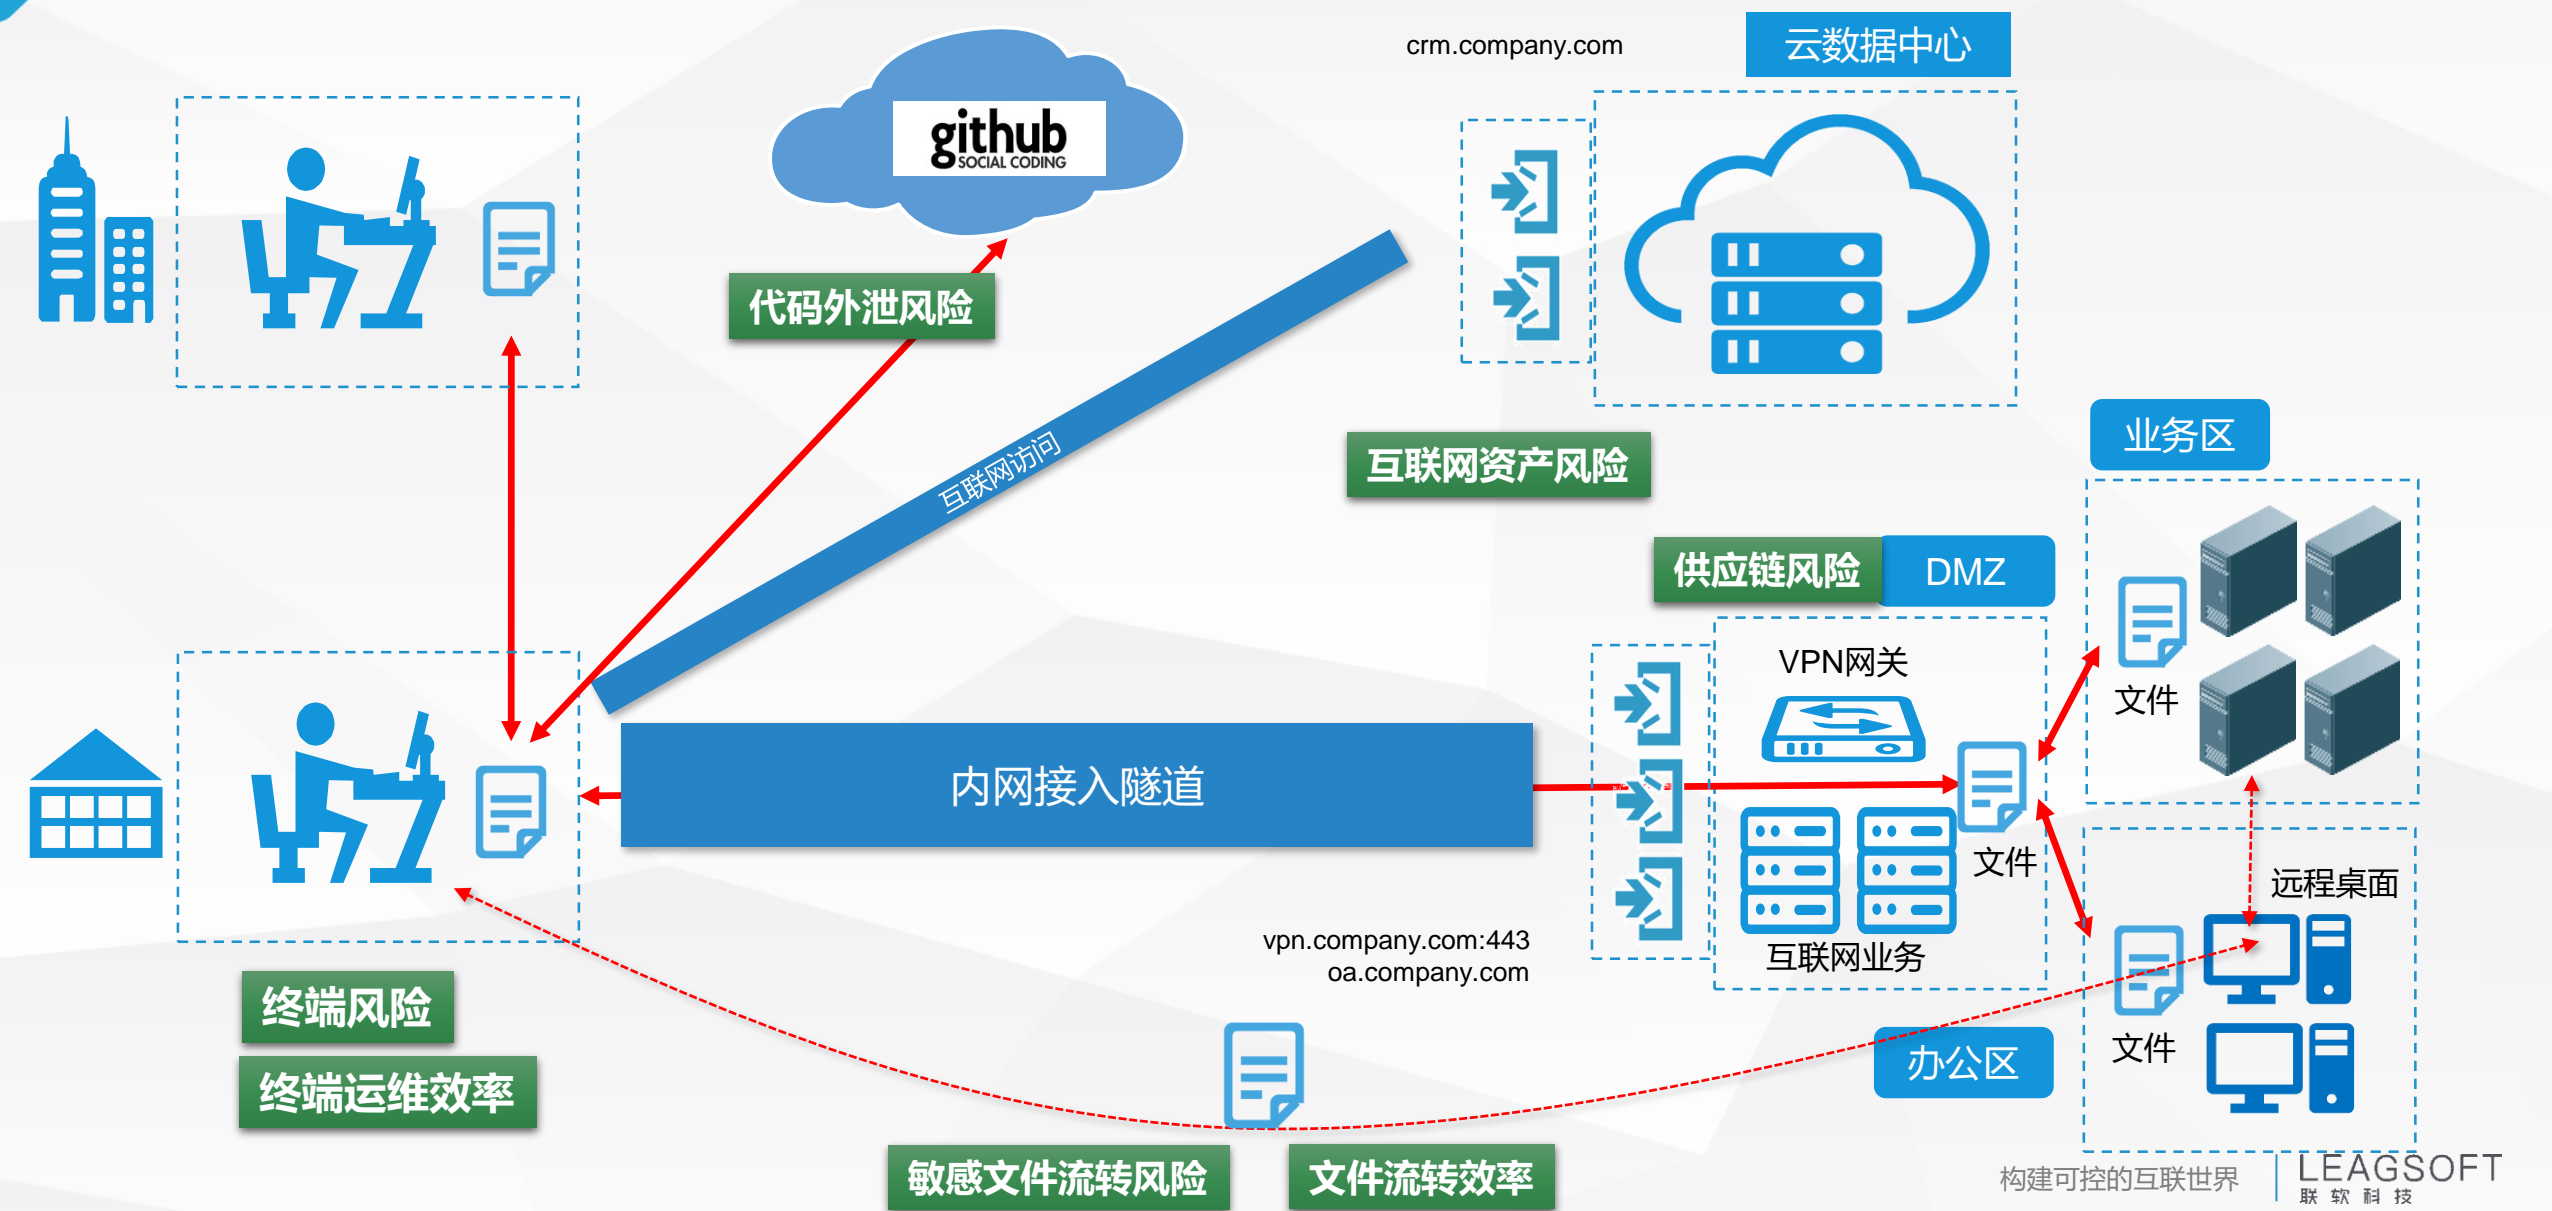 crm.company.com
云数据中心
github
SOCIAL CODING
代码外泄风险
互联网访问
互联网资产风险
业务区
供应链风险
DMZ
VPN网关
文件
内网接入隧道
文件
远程桌面
vpn.company.com:443
oa.company.com
互联网业务
终端风险
文件
办公区
终端运维效率
敏感文件流转风险
文件流转效率
构建可控的互联世界
LEAGSOFT
联软科技